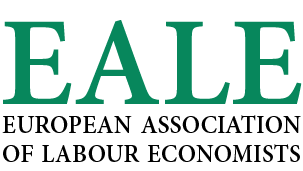 EALE
EUROPEAN ASSOCIATION
OF LABOUR ECONOMISTS